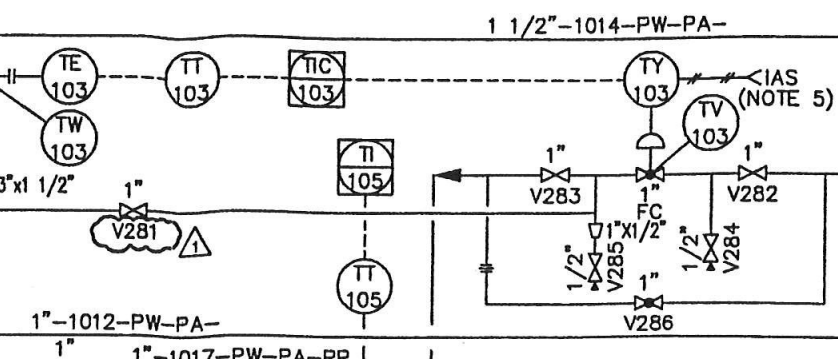 1 1/2"-1014-PW-PA-
TE
103
TT
103
TIC
103
TY
103
IAS
(NOTE 5)
TW
103
TV
103
TI
105
3"x1 1/2"
1"
V281
1
1"
V283
1"
FC
1"
V282
1"X1/2"
1/2"
V285
1/2"
V284
TT
105
1"
V286
1"-1012-PW-PA-
1"
1"-1017-PW-PA-PP